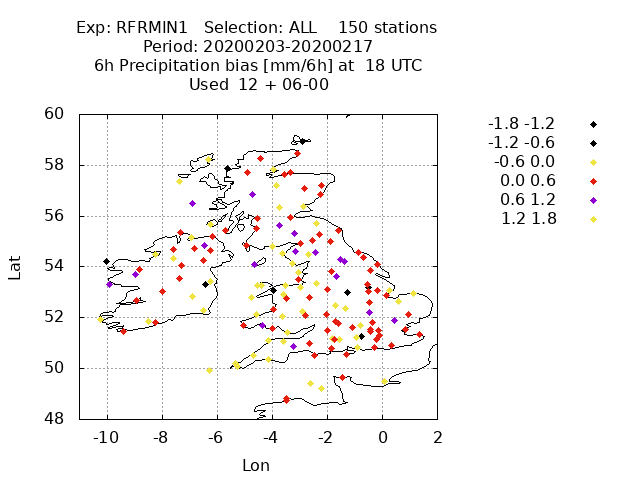 Exp: RFRMIN1 Selection: ALL 150 stations
Period: 20200203-20200217
6h Precipitation bias [mm/6h] at 18 UTC
Used 12 + 06-00
-1.8 -1.2
-1.2 -0.6
-0.6 0.0
0.0 0.6
0.6 1.2
1.2 1.8
60
58
56
54
52
50
48
Lat
-10 -8 -6 -4 -2 0 2
Lon